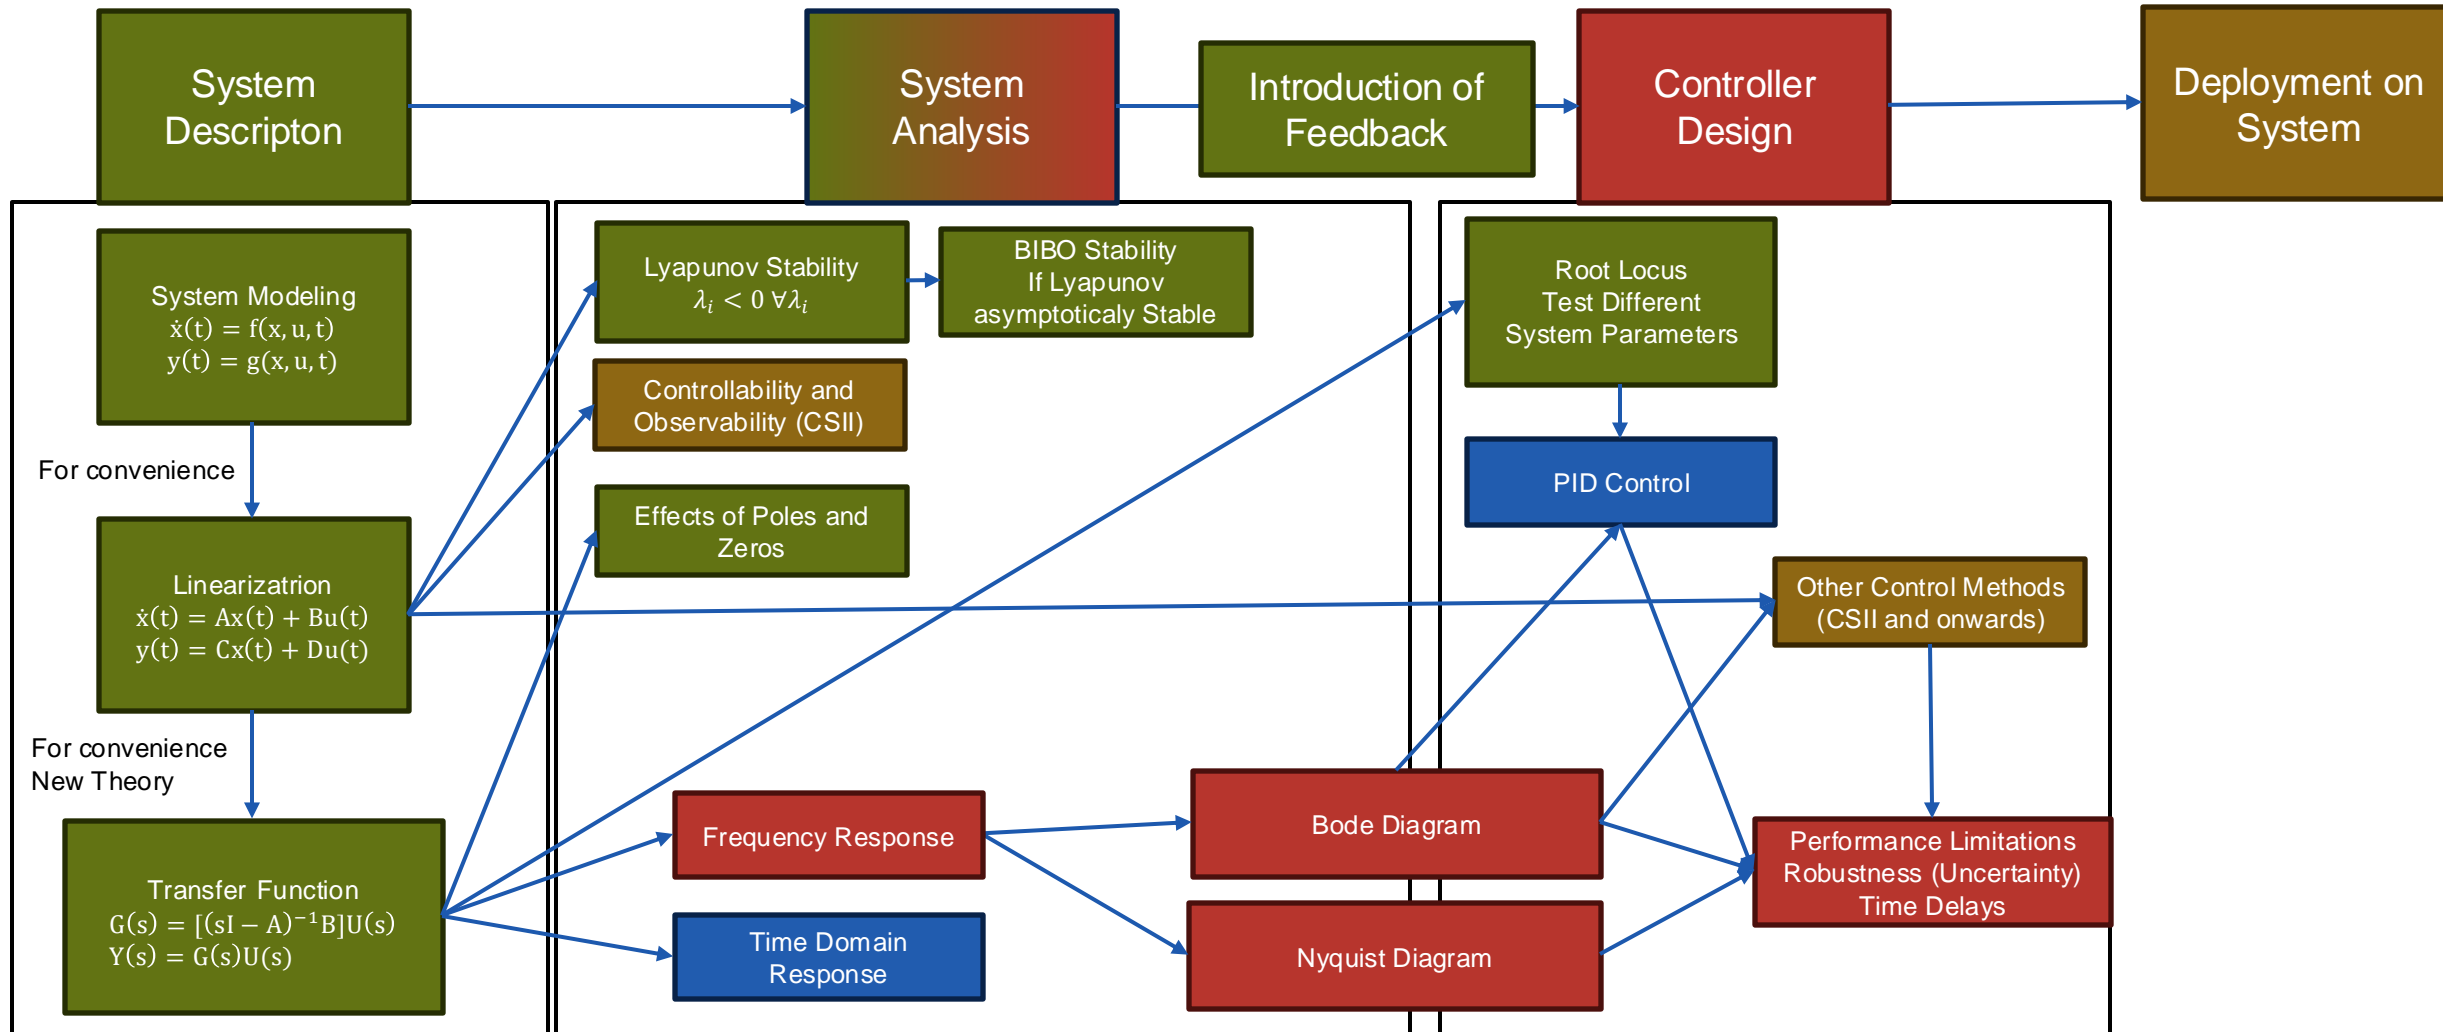 System
Descripton
System
Analysis
Introduction of
Feedback
Controller
Design
Deployment on
System
System Modeling
ẋ(t) = f(x, u, t)
y(t) = g(x, u, t)
For convenience
Linearizatrion
ẋ(t) = Ax(t) + Bu(t)
y(t) = Cx(t) + Du(t)
For convenience
New Theory
Transfer Function
G(s) = [(sI − A)⁻¹B]U(s)
Y(s) = G(s)U(s)
Lyapunov Stability
λᵢ < 0 ∀λᵢ
BIBO Stability
If Lyapunov
asymptoticaly Stable
Controllability and
Observability (CSII)
Effects of Poles and
Zeros
Frequency Response
Time Domain
Response
Bode Diagram
Nyquist Diagram
Root Locus
Test Different
System Parameters
PID Control
Other Control Methods
(CSII and onwards)
Performance Limitations
Robustness (Uncertainty)
Time Delays